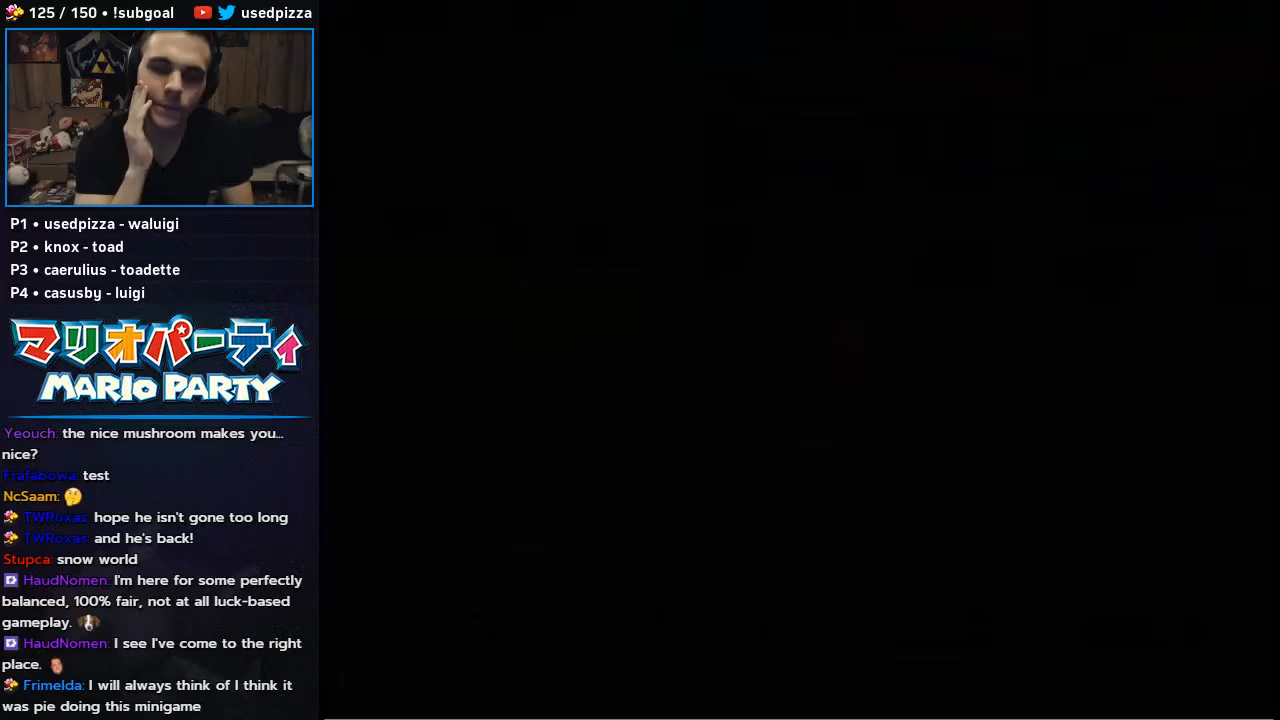 125 / 150 • !subgoal
usedpizza
P1 • usedpizza - waluigi
P2 • knox - toad
P3 • caerulius - toadette
P4 • casusby - luigi
マリオパーティ
MARIO PARTY
Yeouch: the nice mushroom makes you...
nice?
Frafabowa: test
NcSaam:
TWRoxas: hope he isn't gone too long
TWRoxas: and he's back!
Stupca: snow world
HaudNomen: I'm here for some perfectly
balanced, 100% fair, not at all luck-based
gameplay.
HaudNomen: I see I've come to the right
place.
Frimelda: I will always think of I think it
was pie doing this minigame